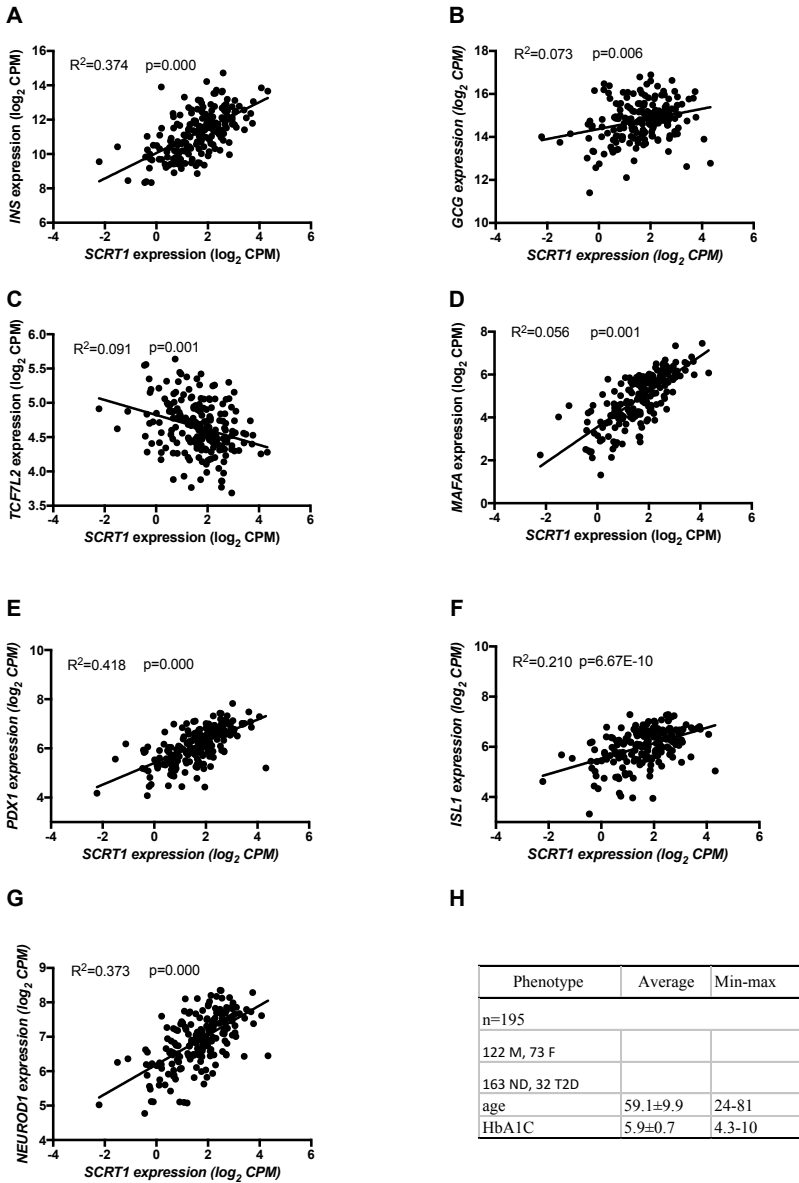 A
R²=0.374 p=0.000
INS expression (log₂ CPM)
16
14
12
10
8
6
-4 -2 0 2 4 6
SCRT1 expression (log₂ CPM)
B
R²=0.073 p=0.006
GCG expression (log₂ CPM)
18
16
14
12
10
-4 -2 0 2 4 6
SCRT1 expression (log₂ CPM)
C
R²=0.091 p=0.001
TCF7L2 expression (log₂ CPM)
6.0
5.5
5.0
4.5
4.0
3.5
-4 -2 0 2 4 6
SCRT1 expression (log₂ CPM)
D
R²=0.056 p=0.001
MAFA expression (log₂ CPM)
8
6
4
2
0
-4 -2 0 2 4 6
SCRT1 expression (log₂ CPM)
E
R²=0.418 p=0.000
PDX1 expression (log₂ CPM)
10
8
6
4
-4 -2 0 2 4 6
SCRT1 expression (log₂ CPM)
F
R²=0.210 p=6.67E-10
ISL1 expression (log₂ CPM)
10
8
6
4
-4 -2 0 2 4 6
SCRT1 expression (log₂ CPM)
G
R²=0.373 p=0.000
NEUROD1 expression (log₂ CPM)
9
8
7
6
5
4
-4 -2 0 2 4 6
SCRT1 expression (log₂ CPM)
H
Phenotype Average Min-max
n=195
122 M, 73 F
163 ND, 32 T2D
age 59.1±9.9 24-81
HbA1C 5.9±0.7 4.3-10